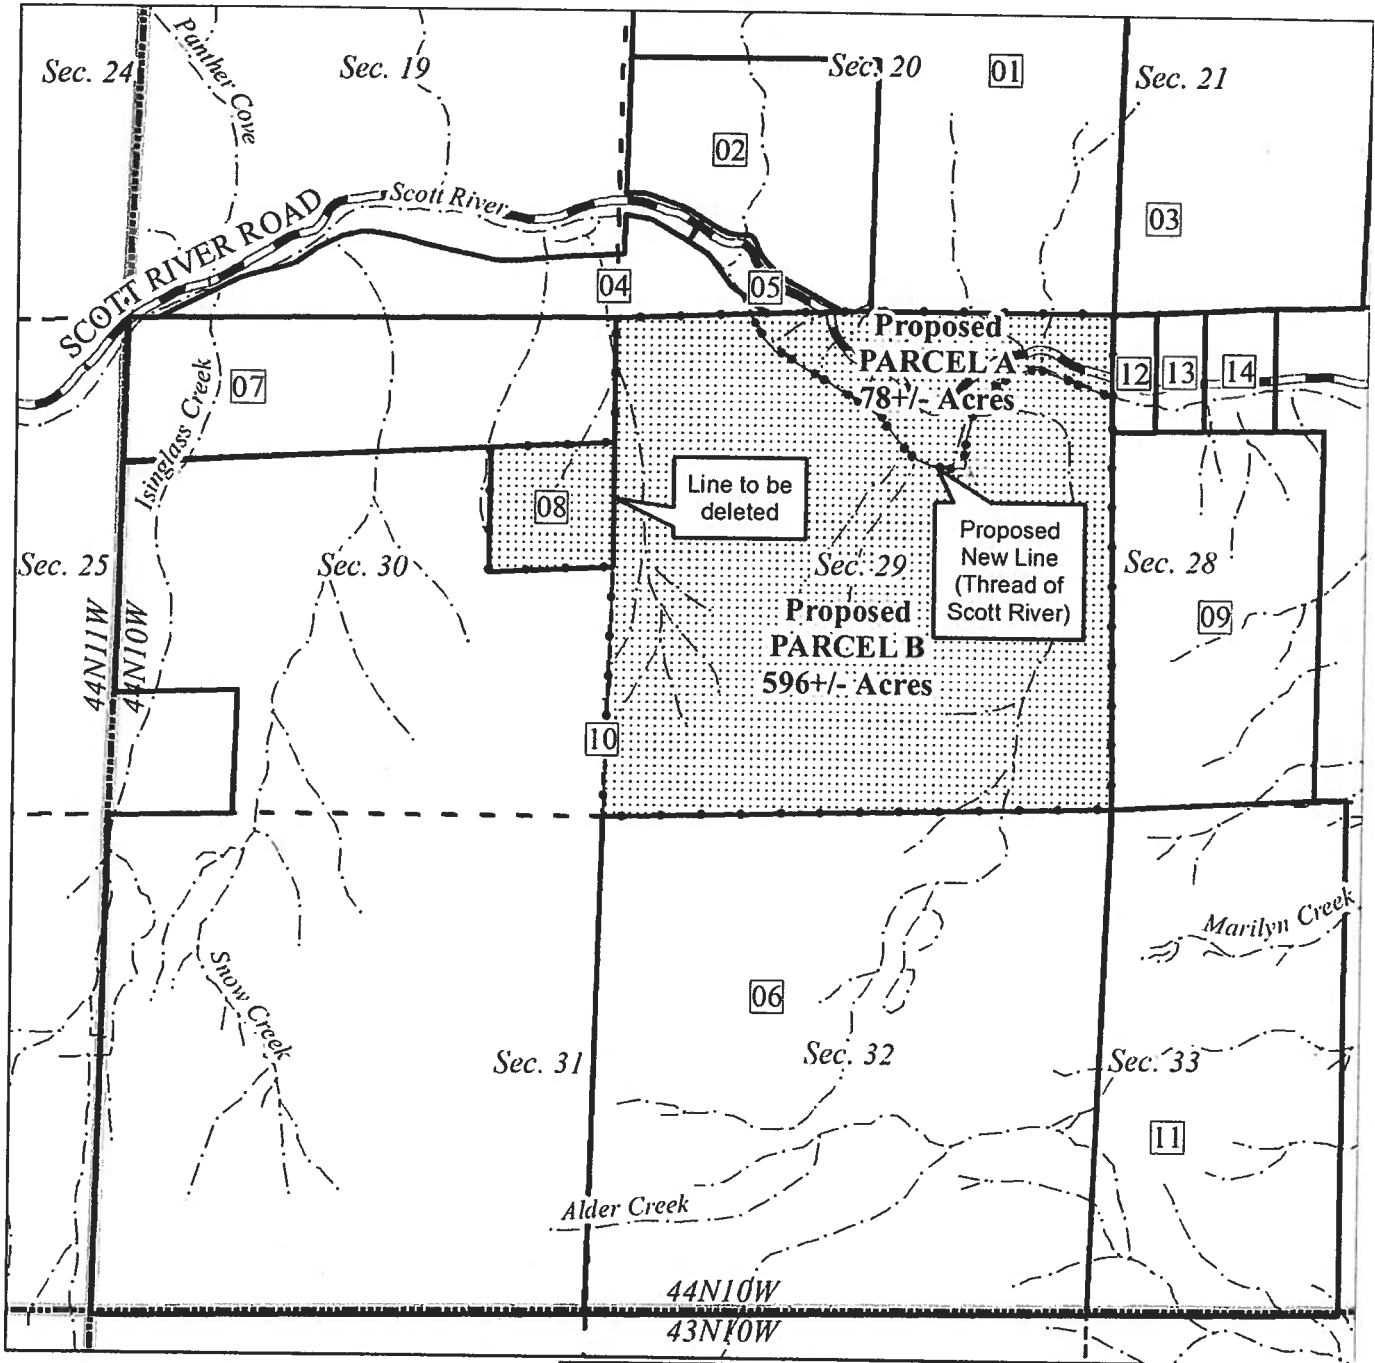 Sec. 24
Panther Cove
Sec. 19
Sec. 20
01
Sec. 21
02
03
SCOTT RIVER ROAD
Scott River
04
05
Proposed
PARCEL A
78+/- Acres
12
13
14
07
Isinglass Creek
08
Line to be
deleted
Proposed
New Line
(Thread of
Scott River)
Sec. 25
Sec. 30
Sec. 29
Sec. 28
09
44N11W
44N10W
Proposed
PARCEL B
596+/- Acres
10
Marilyn Creek
Snow Creek
06
Sec. 31
Sec. 32
Sec. 33
11
Alder Creek
44N10W
43N10W